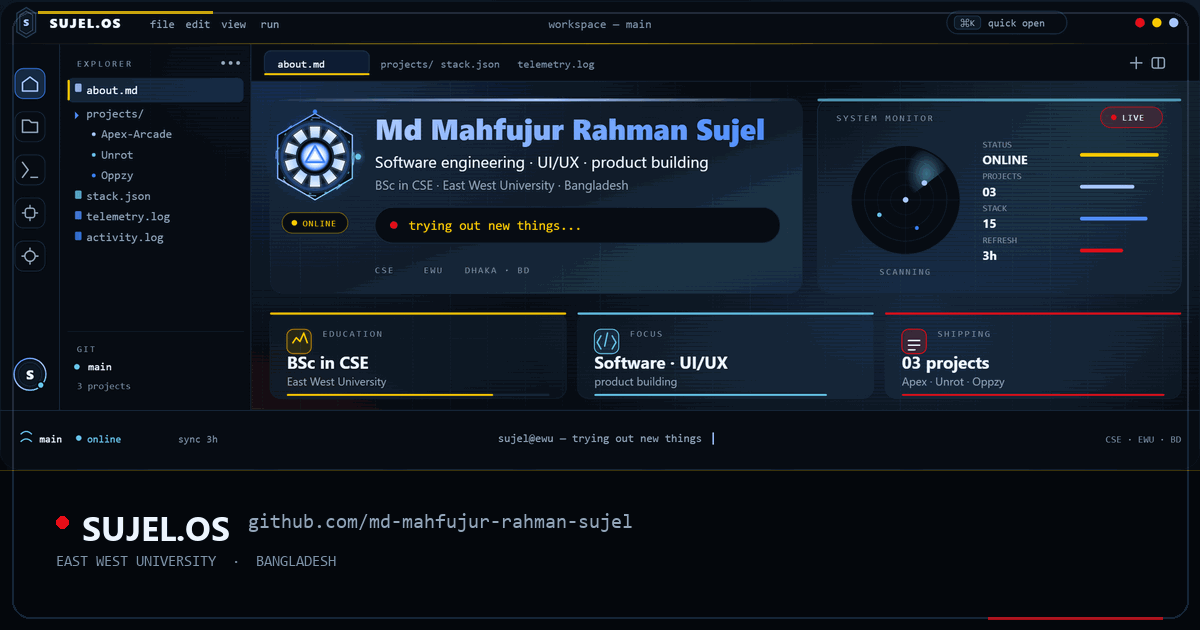 S SUJEL.OS file edit view run workspace — main ⌘K quick open
EXPLORER
about.md
projects/
Apex-Arcade
Unrot
Oppzy
stack.json
telemetry.log
activity.log
GIT
main
3 projects
S
about.md projects/ stack.json telemetry.log
Md Mahfujur Rahman Sujel
Software engineering · UI/UX · product building
BSc in CSE · East West University · Bangladesh
ONLINE
trying out new things...
CSE EWU DHAKA · BD
SYSTEM MONITOR
LIVE
SCANNING
STATUS
ONLINE
PROJECTS
03
STACK
15
REFRESH
3h
EDUCATION
BSc in CSE
East West University
FOCUS
</>
Software · UI/UX
product building
SHIPPING
03 projects
Apex · Unrot · Oppzy
main online sync 3h sujel@ewu — trying out new things | CSE · EWU · BD
SUJEL.OS github.com/md-mahfujur-rahman-sujel
EAST WEST UNIVERSITY · BANGLADESH